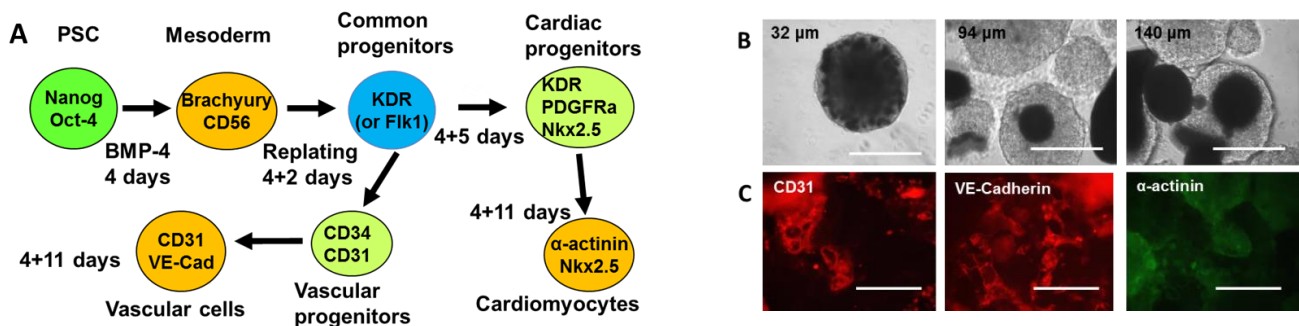 A
PSC
Mesoderm
Common
progenitors
Cardiac progenitors
Nanog
Oct-4
Brachyury
CD56
KDR
(or Flk1)
KDR
PDGFRa
Nkx2.5
BMP-4
4 days
Replating
4+2 days
4+5 days
4+11 days
4+11 days
CD31
VE-Cad
CD34
CD31
α-actinin
Nkx2.5
Vascular cells
Vascular
progenitors
Cardiomyocytes
B
32 µm
94 µm
140 µm
C
CD31
VE-Cadherin
α-actinin